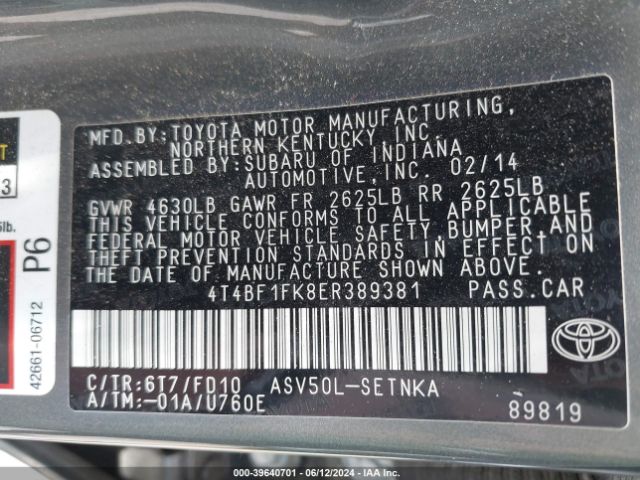 MFD.BY:TOYOTA MOTOR MANUFACTURING,
NORTHERN KENTUCKY, INC.
ASSEMBLED BY:SUBARU OF INDIANA
AUTOMOTIVE,INC. 02/14
GVWR 4630LB GAWR FR 2625LB RR 2625LB
THIS VEHICLE CONFORMS TO ALL APPLICABLE
FEDERAL MOTOR VEHICLE SAFETY,BUMPER,AND
THEFT PREVENTION STANDARDS IN EFFECT ON
THE DATE OF MANUFACTURE SHOWN ABOVE.
4T4BF1FK8ER389381 PASS.CAR
C/TR:6T7/FD10 ASV50L-SETNKA
A/TM:-01A/U760E
89819
3
lb.
P6
42661-06712
000-39640701 / 06/12/2024 / IAA Inc.